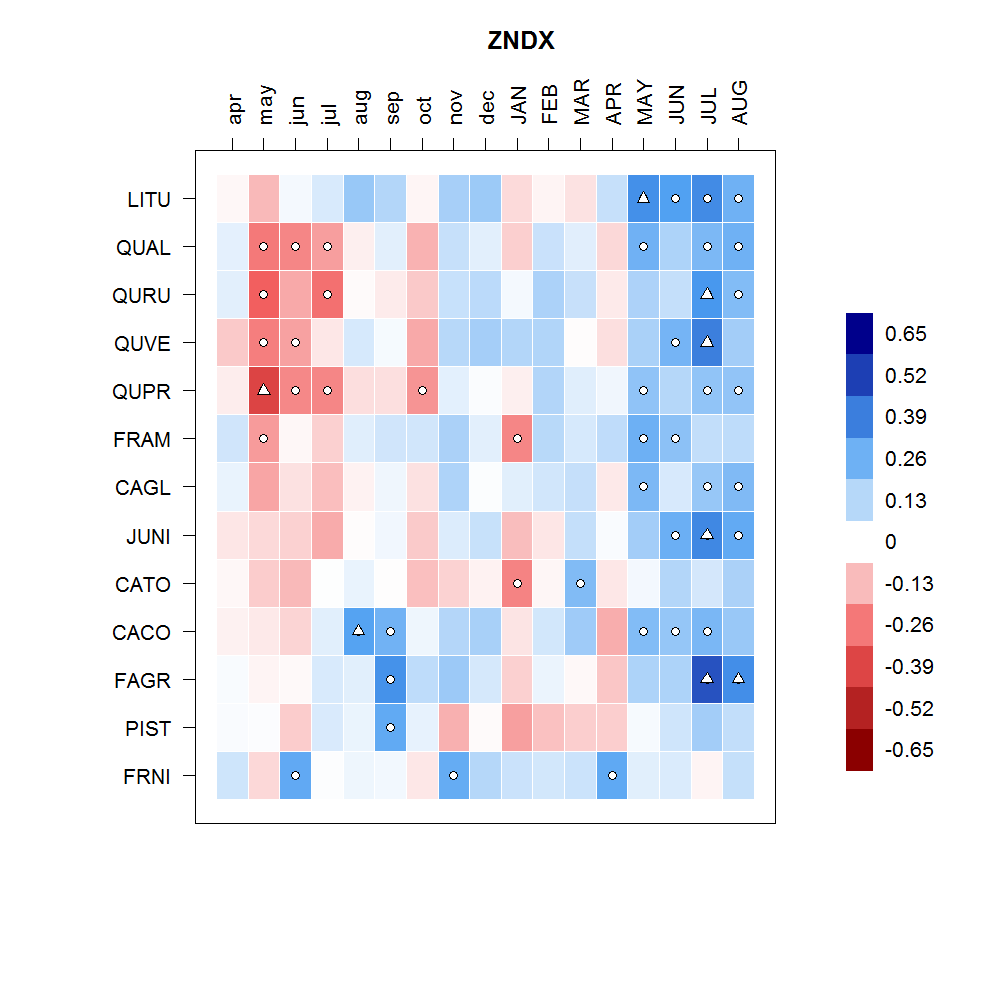 ZNDX
apr may jun jul aug sep oct nov dec JAN FEB MAR APR MAY JUN JUL AUG
LITU
QUAL
QURU
QUVE
QUPR
FRAM
CAGL
JUNI
CATO
CACO
FAGR
PIST
FRNI
0.65
0.52
0.39
0.26
0.13
0
-0.13
-0.26
-0.39
-0.52
-0.65